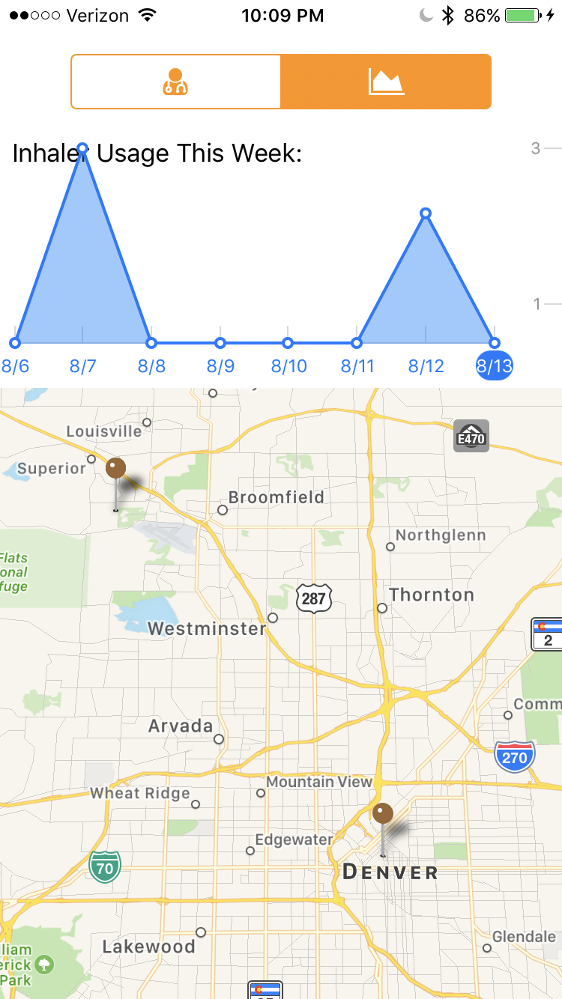 Verizon 10:09 PM 86%
Inhaler Usage This Week:
3
1
8/6 8/7 8/8 8/9 8/10 8/11 8/12 8/13
Louisville
E470
Superior
Broomfield
Northglenn
Flats
onal
fuge
287
Thornton
Westminster
2
Comm
Arvada
270
Mountain View
Wheat Ridge
Edgewater
70
DENVER
Glendale
Lakewood
lliam
erick
Park